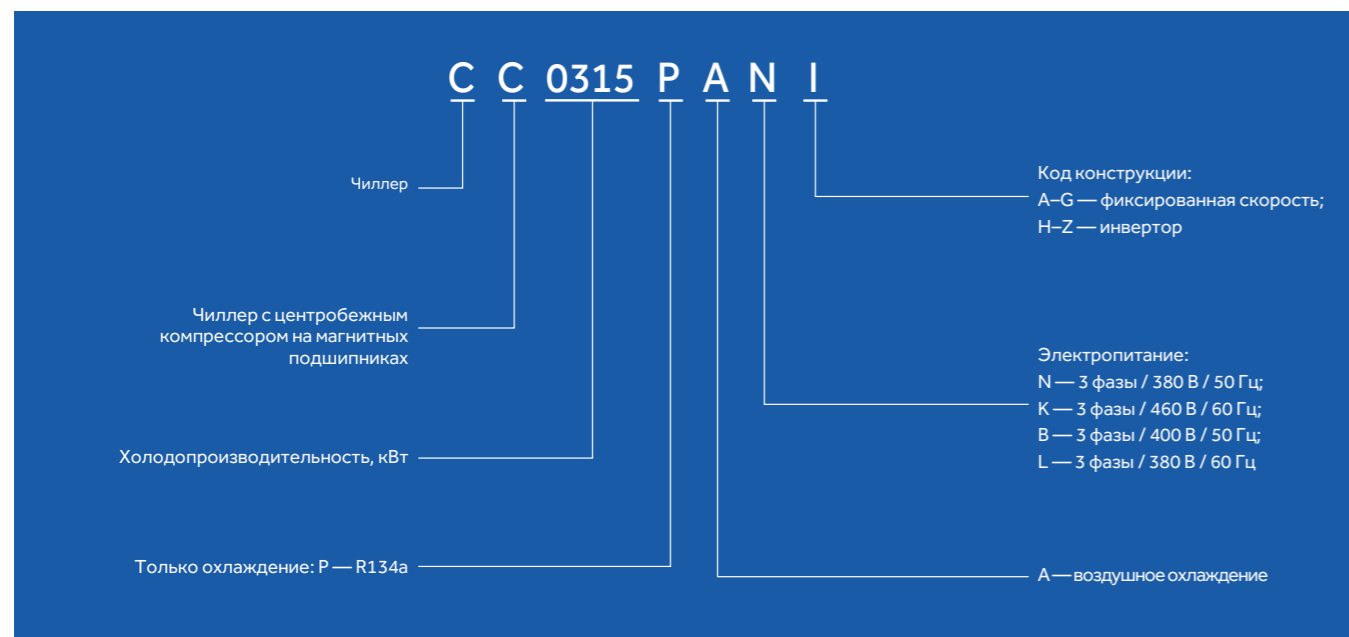 C C 0315 P A N I
Чиллер
Чиллер с центробежным
компрессором на магнитных
подшипниках
Холодопроизводительность, кВт
Только охлаждение: P — R134a
Код конструкции:
A–G — фиксированная скорость;
H–Z — инвертор
Электропитание:
N — 3 фазы / 380 В / 50 Гц;
K — 3 фазы / 460 В / 60 Гц;
B — 3 фазы / 400 В / 50 Гц;
L — 3 фазы / 380 В / 60 Гц
A — воздушное охлаждение